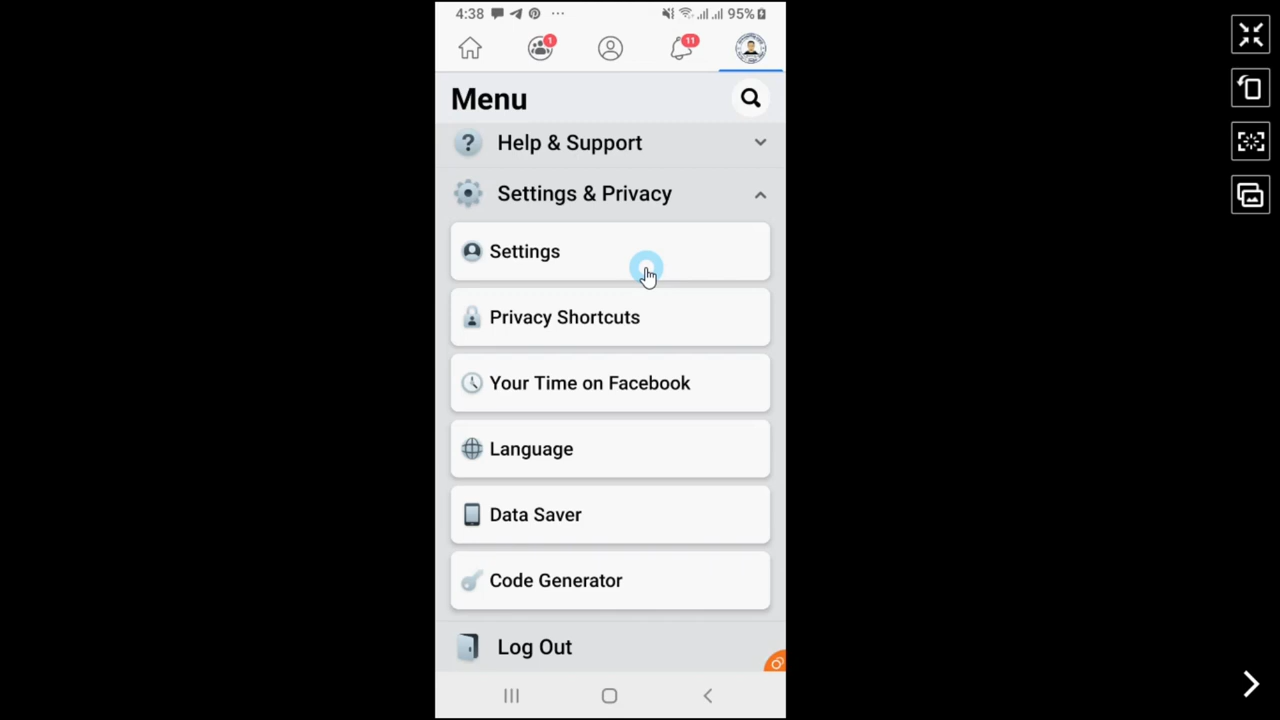 4:38 ... 95%
1
11
Menu
? Help & Support
Settings & Privacy
Settings
Privacy Shortcuts
Your Time on Facebook
Language
Data Saver
Code Generator
Log Out